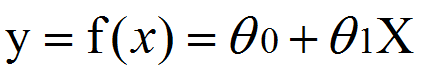 y = f(x) = θ0 + θ1X